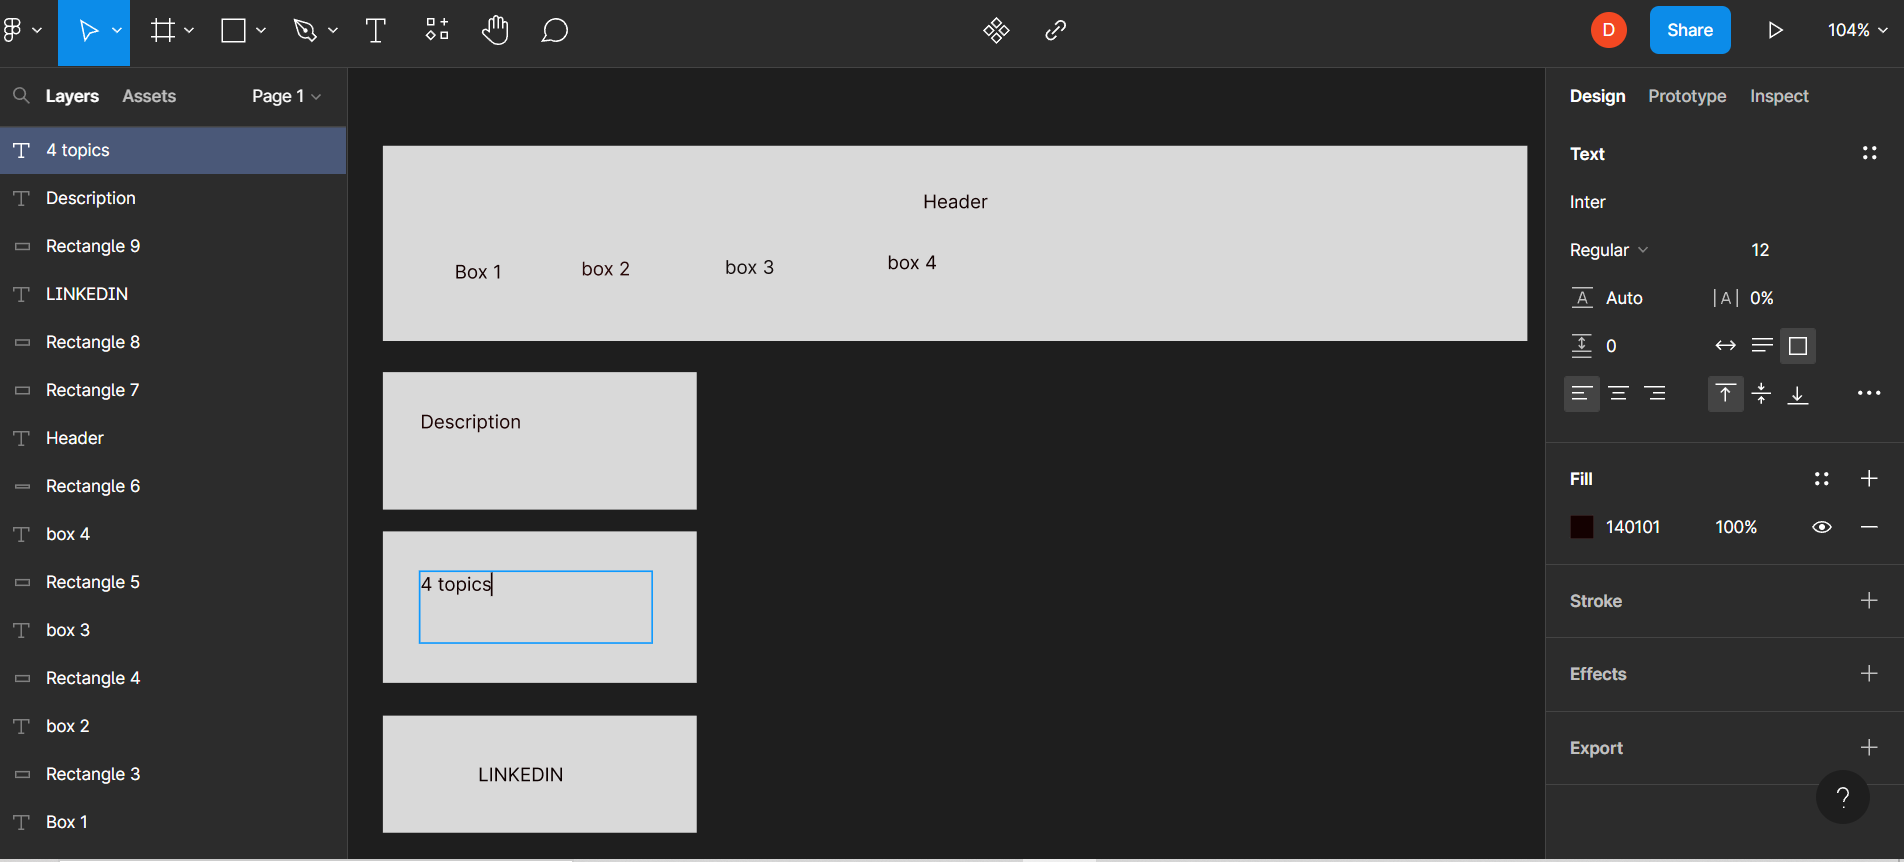 D
Share
104%
Layers
Assets
Page 1
4 topics
Description
Rectangle 9
LINKEDIN
Rectangle 8
Rectangle 7
Header
Rectangle 6
box 4
Rectangle 5
box 3
Rectangle 4
box 2
Rectangle 3
Box 1
Header
Box 1
box 2
box 3
box 4
Description
4 topics
LINKEDIN
Design
Prototype
Inspect
Text
Inter
Regular
12
Auto
0%
0
Fill
140101
100%
Stroke
Effects
Export
?